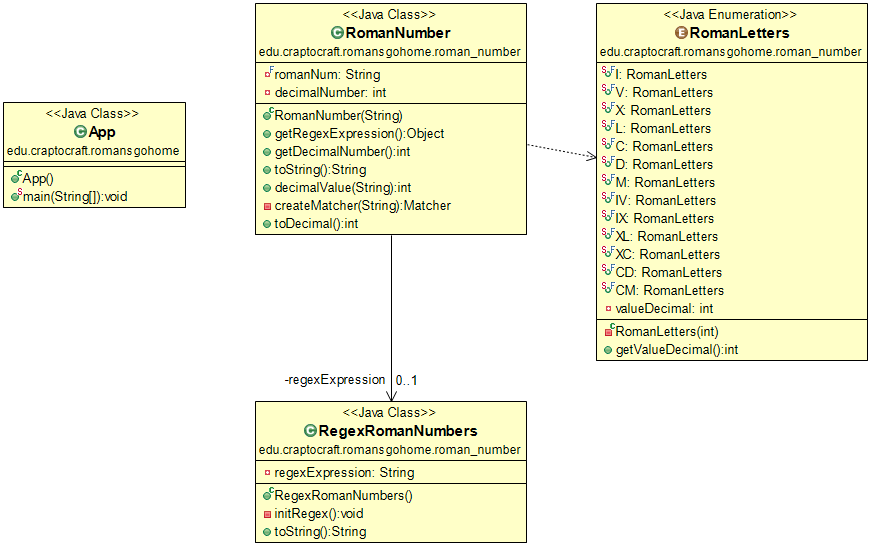 <<Java Class>>
App
edu.craptocraft.romansgohome
App()
main(String[]):void
<<Java Class>>
RomanNumber
edu.craptocraft.romansgohome.roman_number
romanNum: String
decimalNumber: int
RomanNumber(String)
getRegexExpression():Object
getDecimalNumber():int
toString():String
decimalValue(String):int
createMatcher(String):Matcher
toDecimal():int
<<Java Enumeration>>
RomanLetters
edu.craptocraft.romansgohome.roman_number
I: RomanLetters
V: RomanLetters
X: RomanLetters
L: RomanLetters
C: RomanLetters
D: RomanLetters
M: RomanLetters
IV: RomanLetters
IX: RomanLetters
XL: RomanLetters
XC: RomanLetters
CD: RomanLetters
CM: RomanLetters
valueDecimal: int
RomanLetters(int)
getValueDecimal():int
-regexExpression 0..1
<<Java Class>>
RegexRomanNumbers
edu.craptocraft.romansgohome.roman_number
regexExpression: String
RegexRomanNumbers()
initRegex():void
toString():String